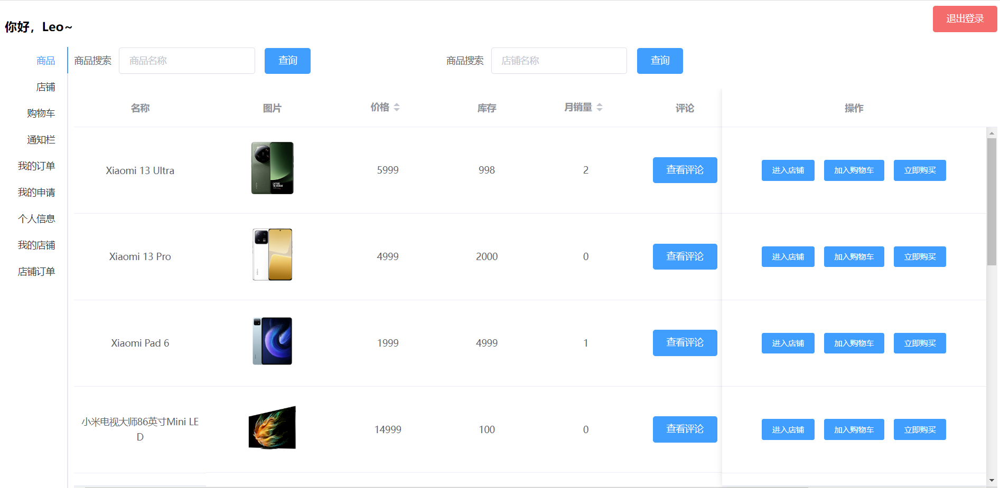 退出登录
你好，Leo~
商品
店铺
购物车
通知栏
我的订单
我的申请
个人信息
我的店铺
店铺订单
商品搜索 商品名称 查询 商品搜索 店铺名称 查询
名称 图片 价格 库存 月销量 评论 操作
Xiaomi 13 Ultra 5999 998 2 查看评论 进入店铺 加入购物车 立即购买
Xiaomi 13 Pro 4999 2000 0 查看评论 进入店铺 加入购物车 立即购买
Xiaomi Pad 6 1999 4999 1 查看评论 进入店铺 加入购物车 立即购买
小米电视大师86英寸Mini LE
D 14999 100 0 查看评论 进入店铺 加入购物车 立即购买